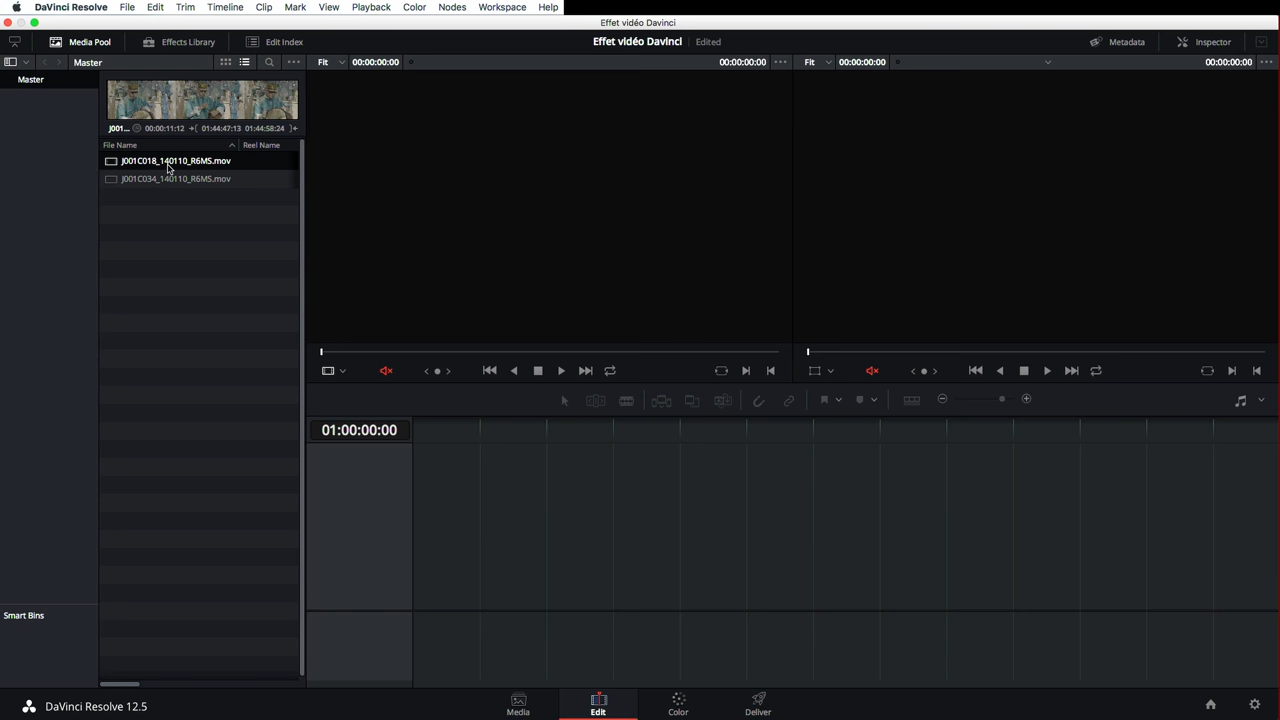 DaVinci Resolve File Edit Trim Timeline Clip Mark View Playback Color Nodes Workspace Help
Effet vidéo Davinci
Media Pool Effects Library Edit Index Effet vidéo Davinci Edited Metadata Inspector
Master Fit 00:00:00:00 00:00:00:00 Fit 00:00:00:00 00:00:00:00
Master
J001... 00:00:11:12 01:44:47:13 01:44:58:24
File Name Reel Name
J001C018_140110_R6MS.mov
J001C034_140110_R6MS.mov
01:00:00:00
Smart Bins
DaVinci Resolve 12.5
Media Edit Color Deliver